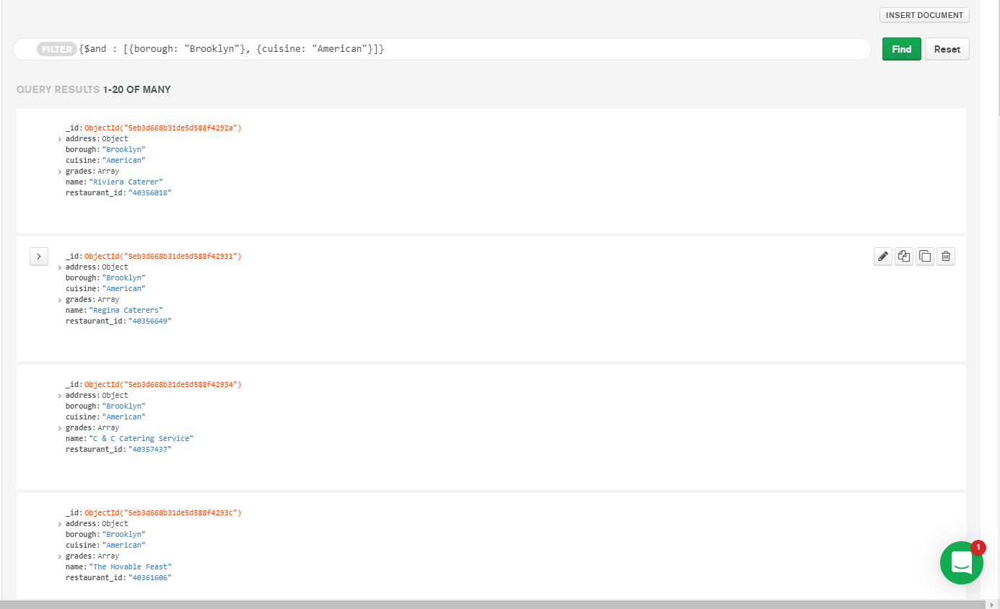 INSERT DOCUMENT
FILTER {$and : [{borough: "Brooklyn"}, {cuisine: "American"}]}
Find
Reset
QUERY RESULTS 1-20 OF MANY
_id: ObjectId("5eb3d668b31de5d588f4292a")
address: Object
borough: "Brooklyn"
cuisine: "American"
grades: Array
name: "Riviera Caterer"
restaurant_id: "40356018"
_id: ObjectId("5eb3d668b31de5d588f42931")
address: Object
borough: "Brooklyn"
cuisine: "American"
grades: Array
name: "Regina Caterers"
restaurant_id: "40356649"
_id: ObjectId("5eb3d668b31de5d588f42934")
address: Object
borough: "Brooklyn"
cuisine: "American"
grades: Array
name: "C & C Catering Service"
restaurant_id: "40357437"
_id: ObjectId("5eb3d668b31de5d588f4293c")
address: Object
borough: "Brooklyn"
cuisine: "American"
grades: Array
name: "The Movable Feast"
restaurant_id: "40361606"
1